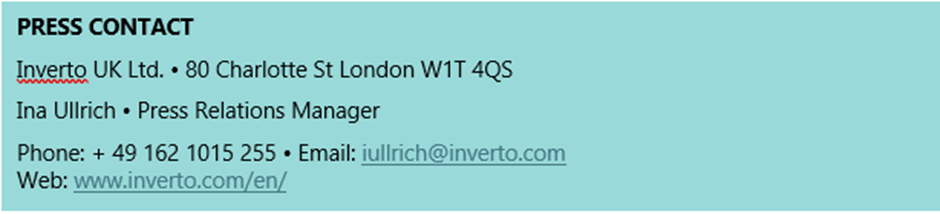 PRESS CONTACT
Inverto UK Ltd. • 80 Charlotte St London W1T 4QS
Ina Ullrich • Press Relations Manager
Phone: + 49 162 1015 255 • Email: iullrich@inverto.com
Web: www.inverto.com/en/